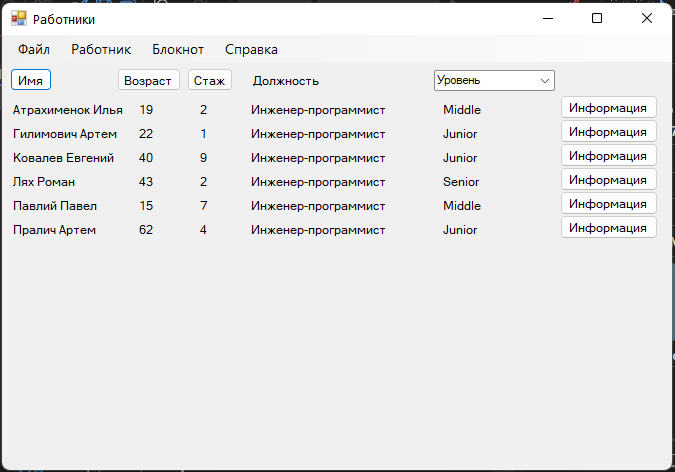 Работники
Файл Работник Блокнот Справка
Имя Возраст Стаж Должность Уровень
Атрахименок Илья 19 2 Инженер-программист Middle Информация
Гилимович Артем 22 1 Инженер-программист Junior Информация
Ковалев Евгений 40 9 Инженер-программист Junior Информация
Лях Роман 43 2 Инженер-программист Senior Информация
Павлий Павел 15 7 Инженер-программист Middle Информация
Пралич Артем 62 4 Инженер-программист Junior Информация